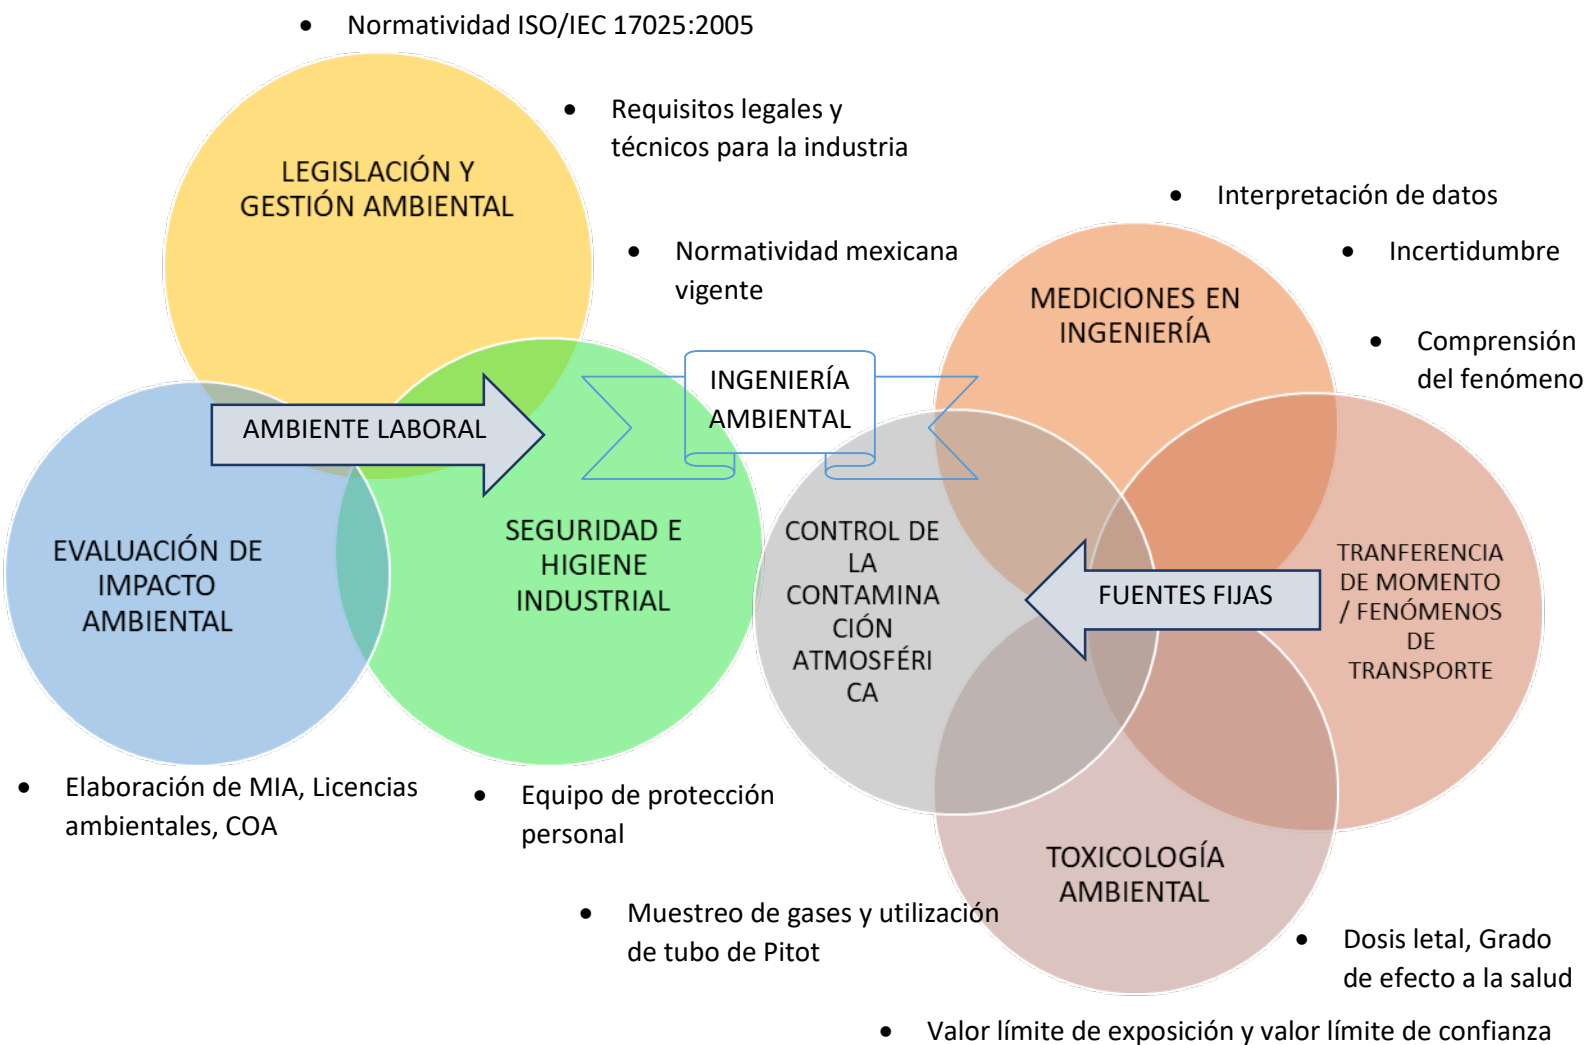 • Normatividad ISO/IEC 17025:2005
• Requisitos legales y
técnicos para la industria
LEGISLACIÓN Y
GESTIÓN AMBIENTAL
• Normatividad mexicana
vigente
• Interpretación de datos
• Incertidumbre
MEDICIONES EN
INGENIERÍA
• Comprensión
del fenómeno
INGENIERÍA
AMBIENTAL
AMBIENTE LABORAL
EVALUACIÓN DE
IMPACTO
AMBIENTAL
SEGURIDAD E
HIGIENE
INDUSTRIAL
CONTROL DE
LA
CONTAMINA
CIÓN
ATMOSFÉRI
CA
FUENTES FIJAS
TRANFERENCIA
DE MOMENTO
/ FENÓMENOS
DE
TRANSPORTE
• Elaboración de MIA, Licencias
ambientales, COA
• Equipo de protección
personal
TOXICOLOGÍA
AMBIENTAL
• Muestreo de gases y utilización
de tubo de Pitot
• Dosis letal, Grado
de efecto a la salud
• Valor límite de exposición y valor límite de confianza